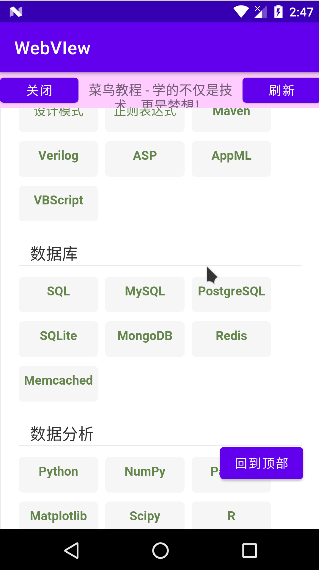 2:47
WebVIew
关闭
菜鸟教程 - 学的不仅是技
术，更是梦想！
刷新
设计模式
正则表达式
Maven
Verilog
ASP
AppML
VBScript
数据库
SQL
MySQL
PostgreSQL
SQLite
MongoDB
Redis
Memcached
数据分析
Python
NumPy
回到顶部
Matplotlib
Scipy
R